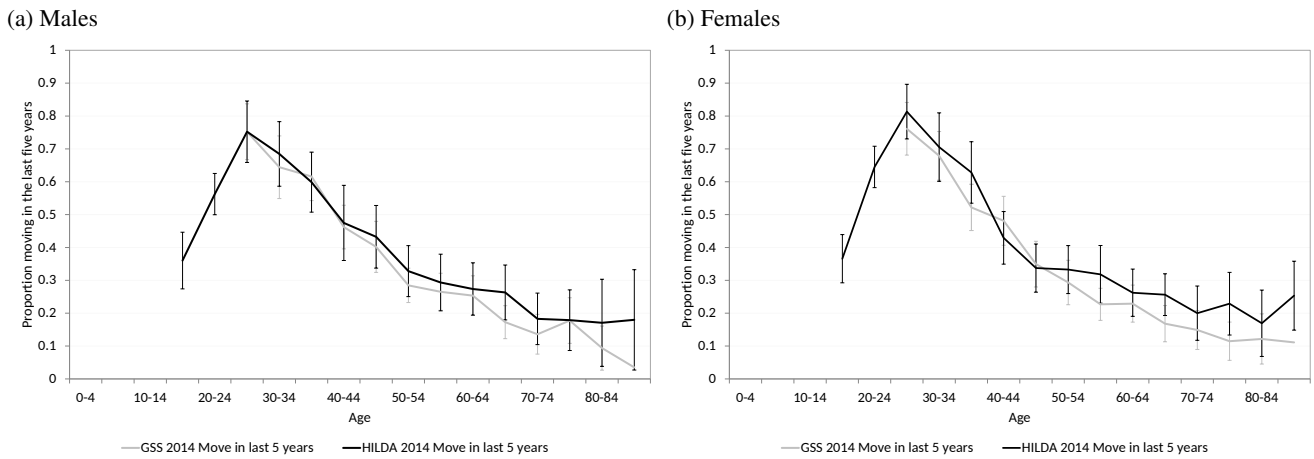 (a) Males
(b) Females
Proportion moving in the last five years
1
0.9
0.8
0.7
0.6
0.5
0.4
0.3
0.2
0.1
0
0-4 10-14 20-24 30-34 40-44 50-54 60-64 70-74 80-84
Age
GSS 2014 Move in last 5 years HILDA 2014 Move in last 5 years
Proportion moving in the last five years
1
0.9
0.8
0.7
0.6
0.5
0.4
0.3
0.2
0.1
0
0-4 10-14 20-24 30-34 40-44 50-54 60-64 70-74 80-84
Age
GSS 2014 Move in last 5 years HILDA 2014 Move in last 5 years